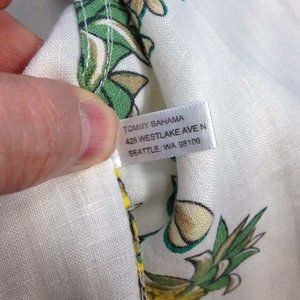 TOMMY BAHAMA
428 WESTLAKE AVE N
SEATTLE, WA 98109